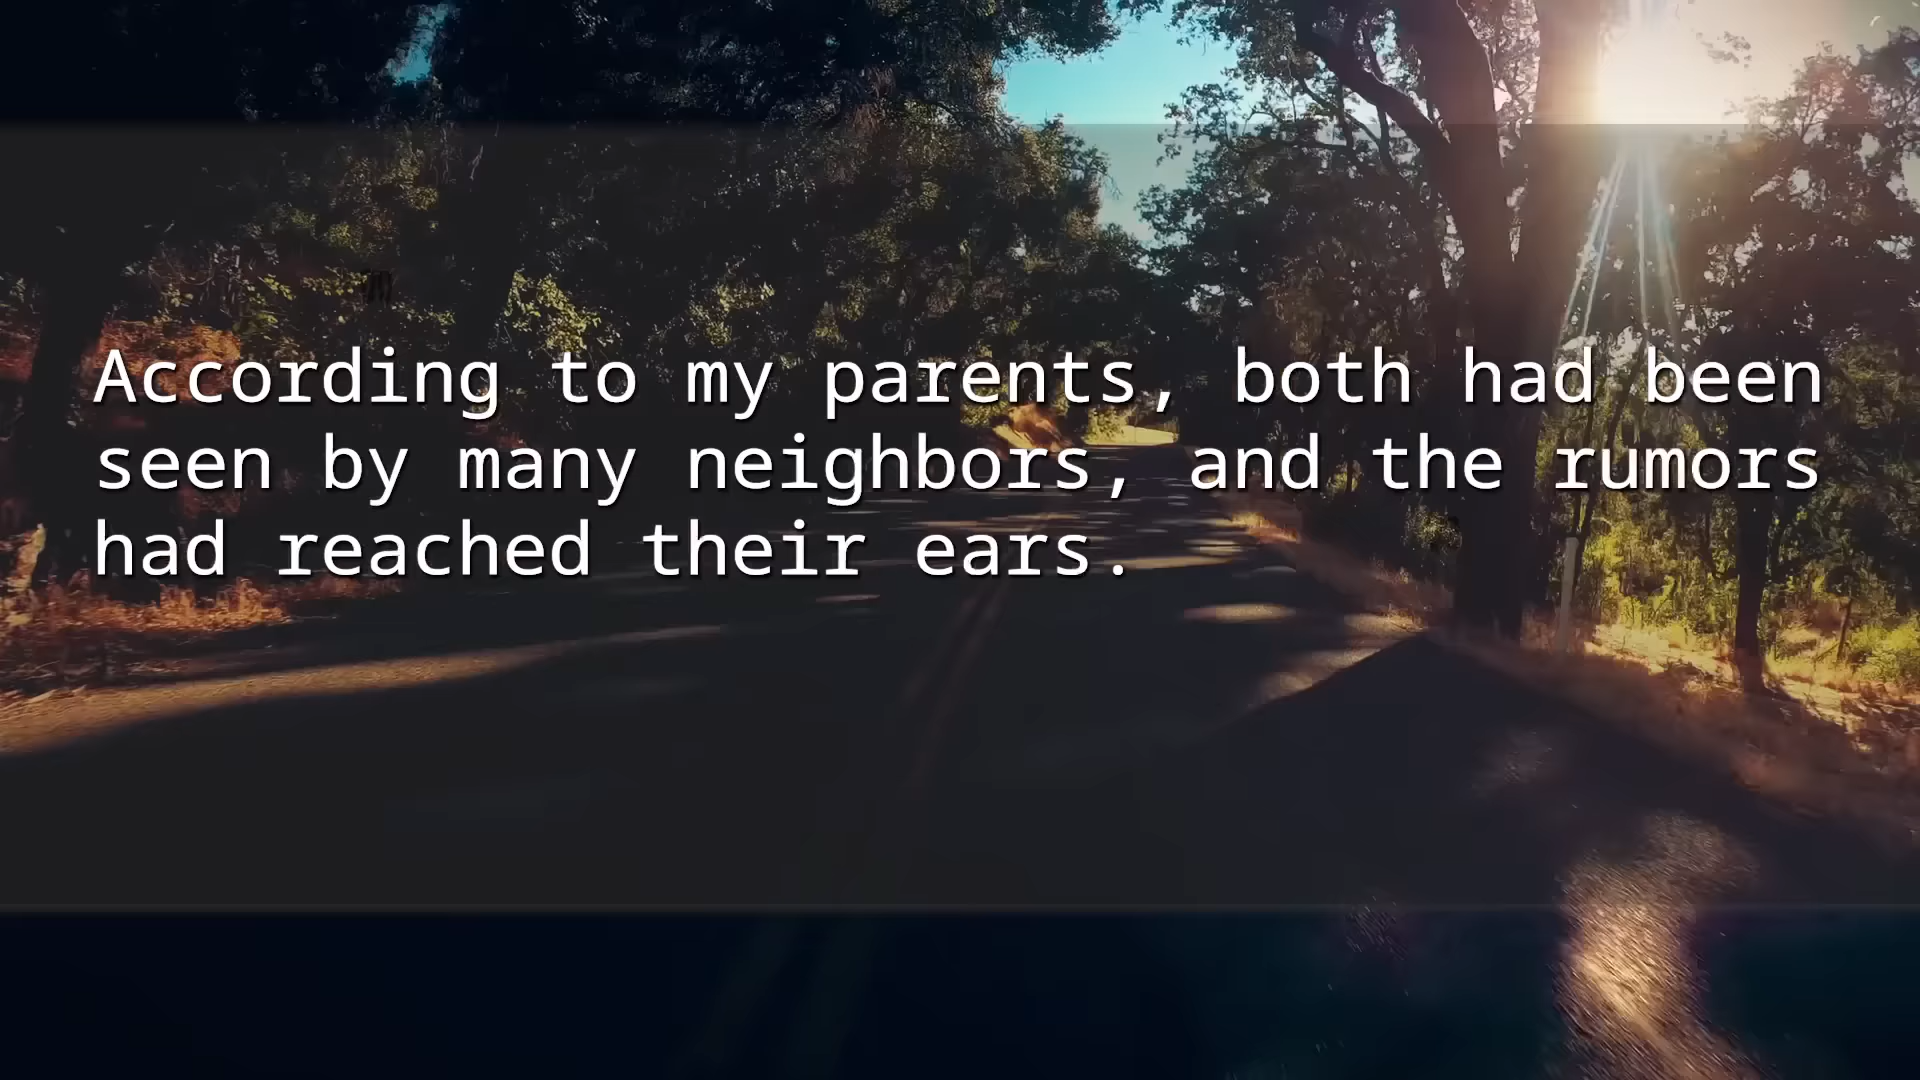 According to my parents, both had been
seen by many neighbors, and the rumors
had reached their ears.